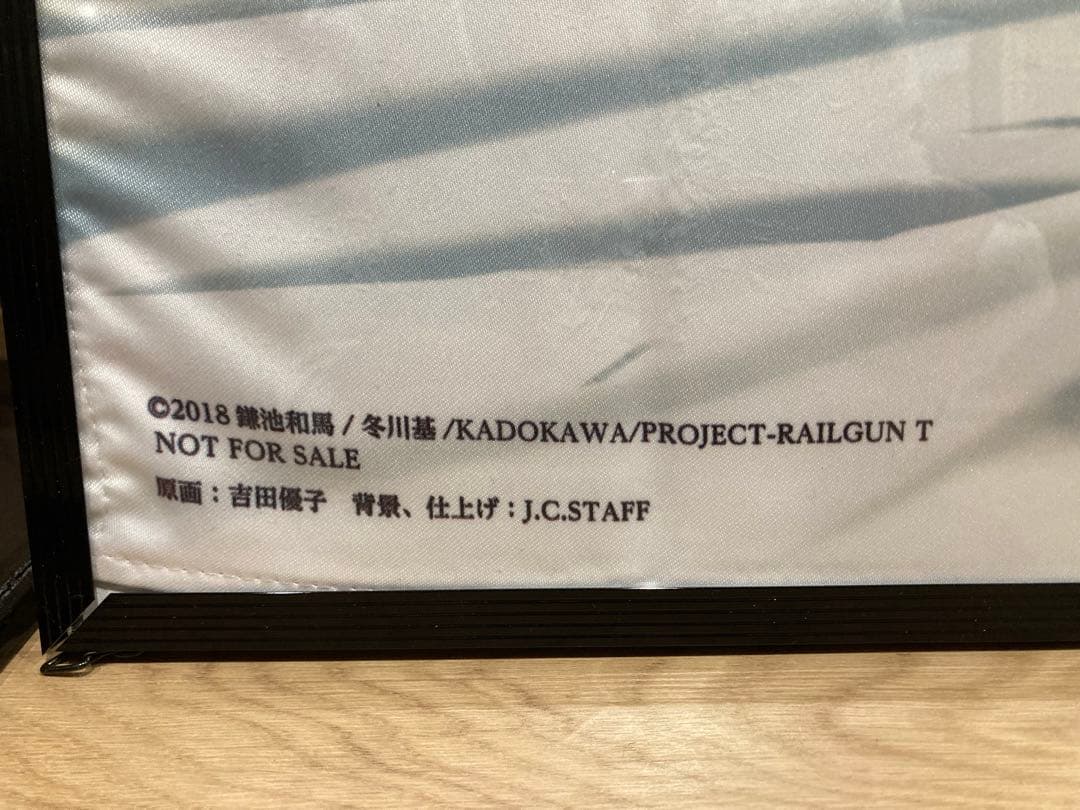 ©2018 鎌池和馬 / 冬川基 /KADOKAWA/PROJECT-RAILGUN T
NOT FOR SALE
原画：吉田優子　背景、仕上げ：J.C.STAFF